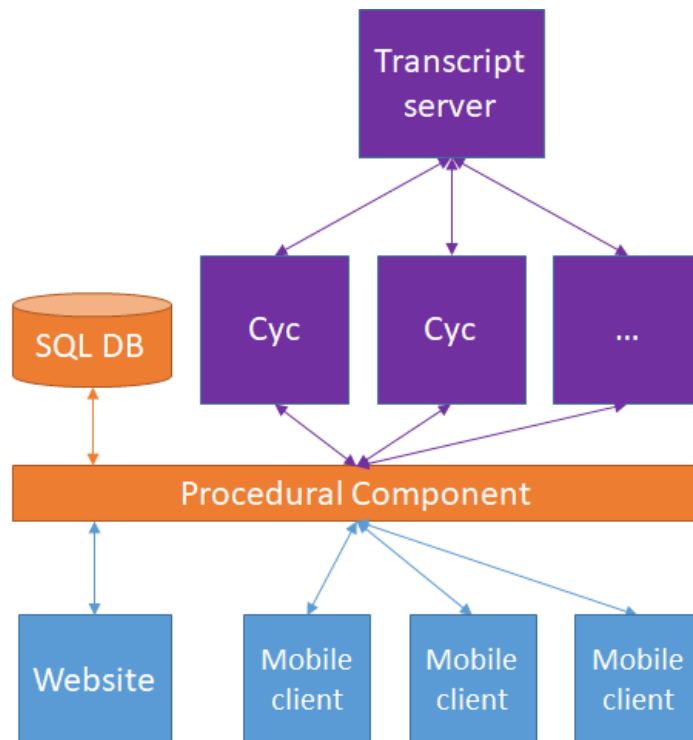 Transcript
server
Cyc
Cyc
...
SQL DB
Procedural Component
Website
Mobile
client
Mobile
client
Mobile
client